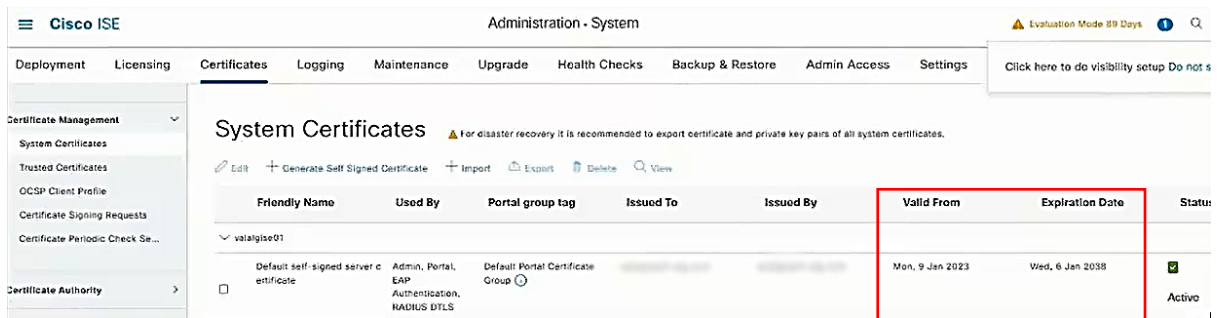 Cisco ISE
Administration - System
Evaluation Mode 89 Days
1
Deployment Licensing Certificates Logging Maintenance Upgrade Health Checks Backup & Restore Admin Access Settings
Click here to do visibility setup Do not s
Certificate Management
System Certificates
Trusted Certificates
OCSP Client Profile
Certificate Signing Requests
Certificate Periodic Check Se...
Certificate Authority
System Certificates
For disaster recovery it is recommended to export certificate and private key pairs of all system certificates.
Edit Generate Self Signed Certificate Import Export Delete View
Friendly Name Used By Portal group tag Issued To Issued By Valid From Expiration Date Status
valalgise01
Default self-signed server c
ertificate
Admin, Portal,
EAP
Authentication,
RADIUS DTLS
Default Portal Certificate
Group
Mon, 9 Jan 2023
Wed, 6 Jan 2038
Active